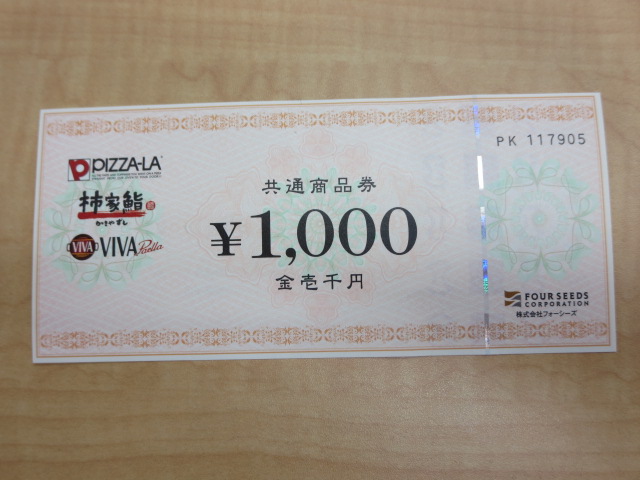 PK 117905
PIZZA-LA
共通商品券
柿家鮨
かきやずし
¥1,000
VIVA VIVA Paella
金壱千円
FOUR SEEDS
CORPORATION
株式会社フォーシーズ